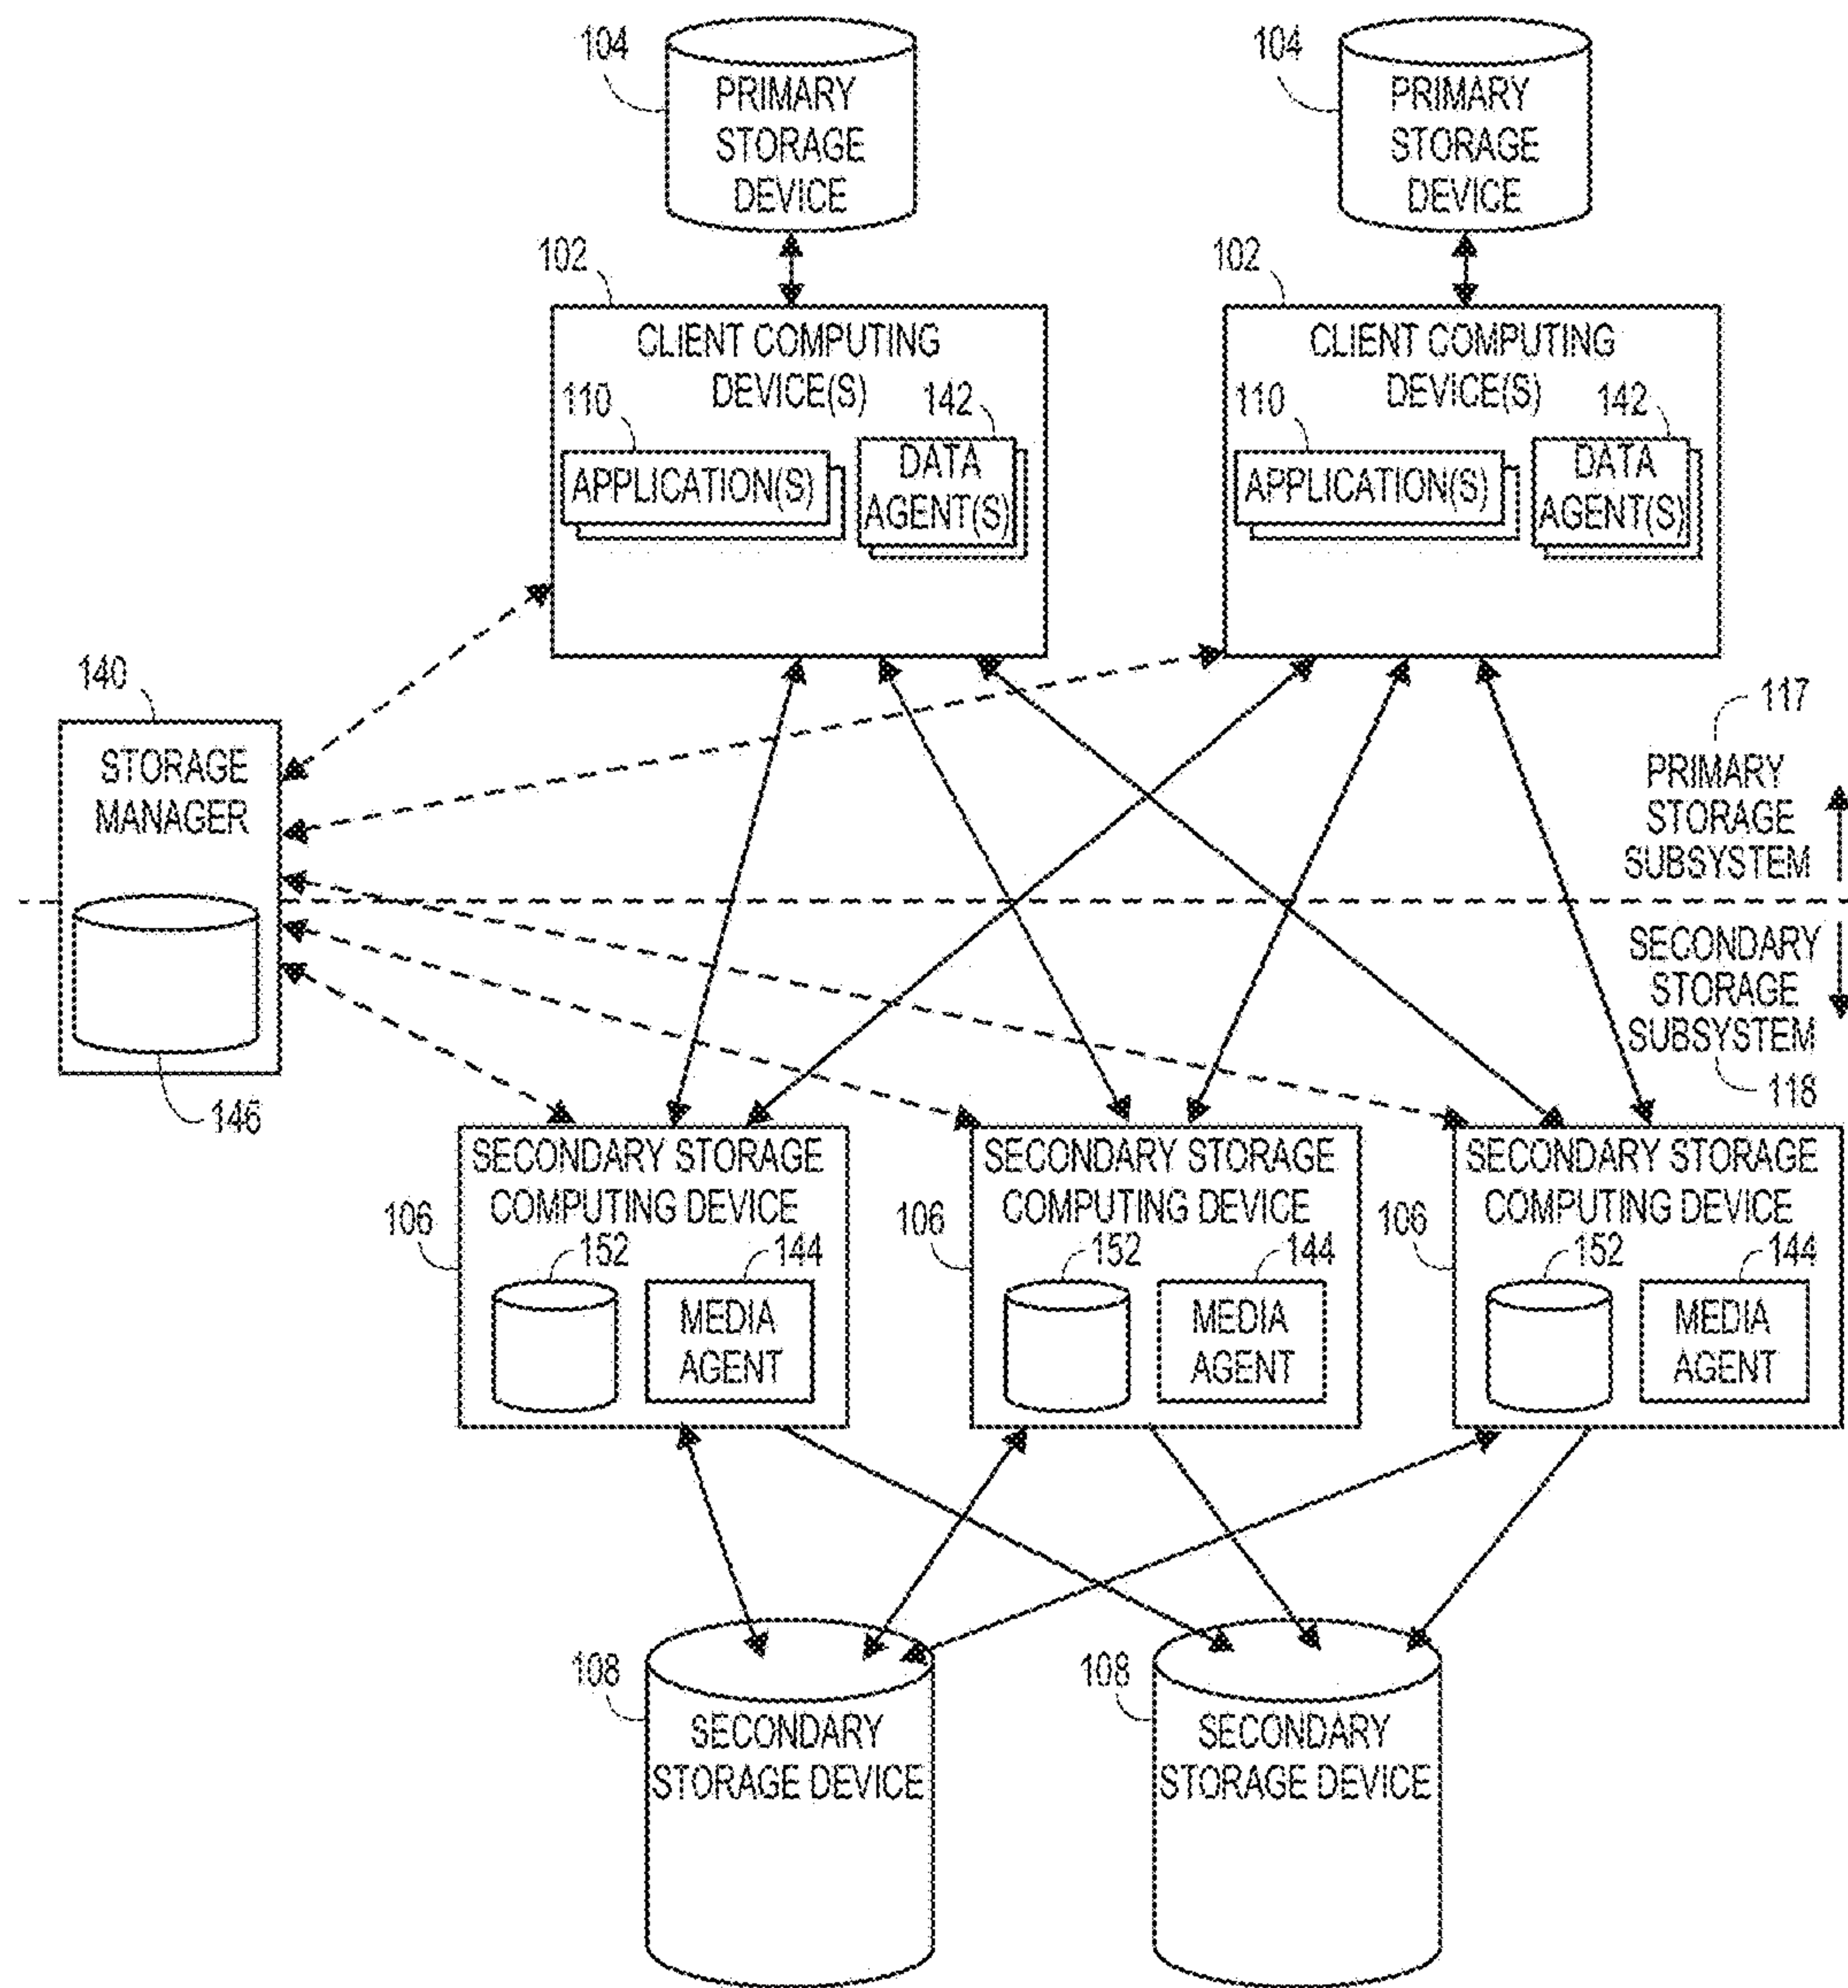 104
PRIMARY
STORAGE
DEVICE
104
PRIMARY
STORAGE
DEVICE
102
CLIENT COMPUTING
DEVICE(S)
110
142
APPLICATION(S)
DATA
AGENT(S)
102
CLIENT COMPUTING
DEVICE(S)
110
142
APPLICATION(S)
DATA
AGENT(S)
140
STORAGE
MANAGER
146
117
PRIMARY
STORAGE
SUBSYSTEM
SECONDARY
STORAGE
SUBSYSTEM
118
106
SECONDARY STORAGE
COMPUTING DEVICE
152
144
MEDIA
AGENT
106
SECONDARY STORAGE
COMPUTING DEVICE
152
144
MEDIA
AGENT
106
SECONDARY STORAGE
COMPUTING DEVICE
152
144
MEDIA
AGENT
108
SECONDARY
STORAGE DEVICE
108
SECONDARY
STORAGE DEVICE